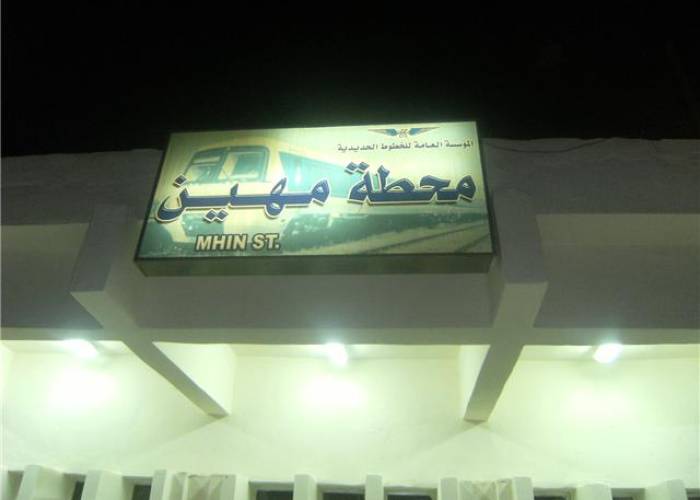 المؤسسة العامة للخطوط الحديدية
محطة مهين
MHIN ST.